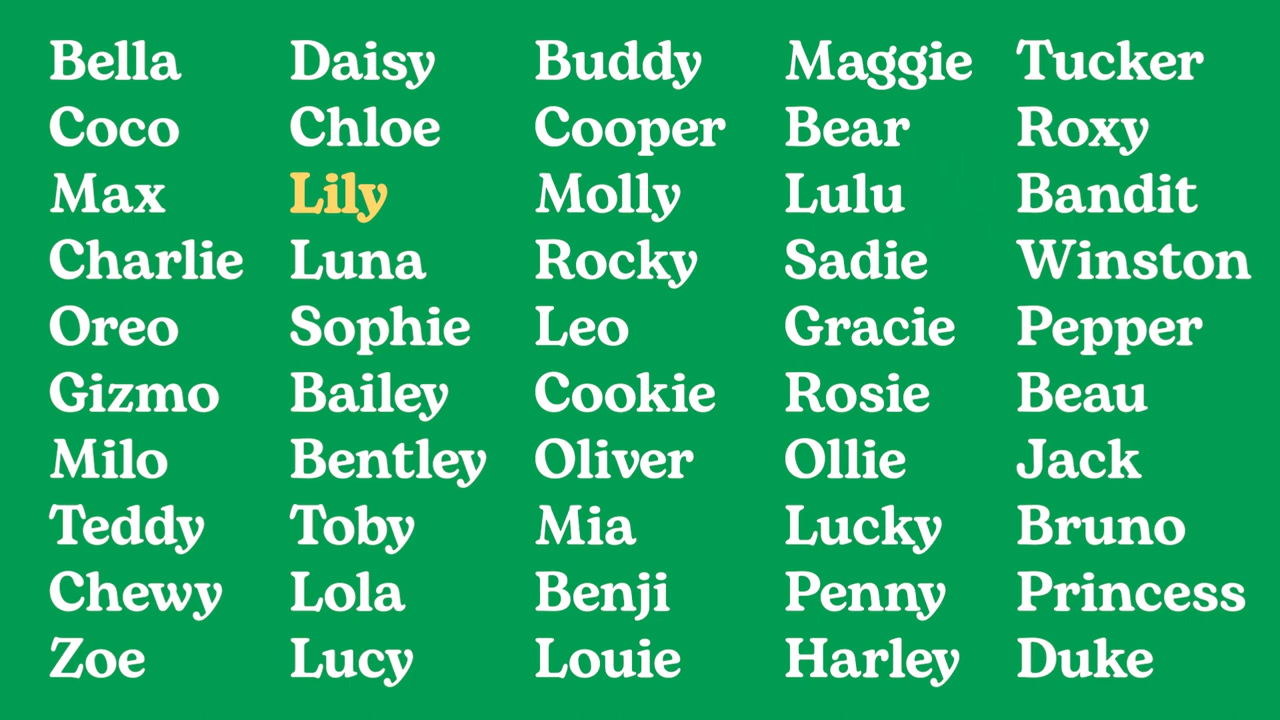 Bella Daisy Buddy Maggie Tucker
Coco Chloe Cooper Bear Roxy
Max Lily Molly Lulu Bandit
Charlie Luna Rocky Sadie Winston
Oreo Sophie Leo Gracie Pepper
Gizmo Bailey Cookie Rosie Beau
Milo Bentley Oliver Ollie Jack
Teddy Toby Mia Lucky Bruno
Chewy Lola Benji Penny Princess
Zoe Lucy Louie Harley Duke